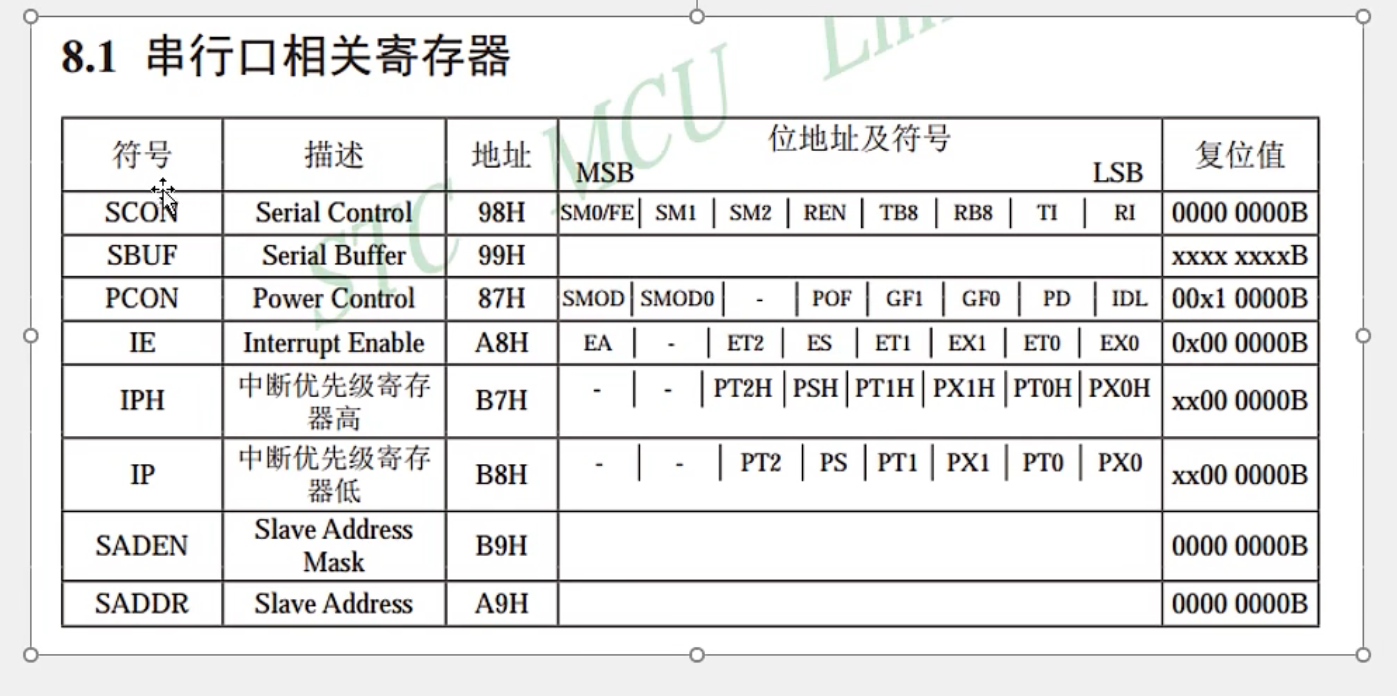 8.1 串行口相关寄存器
符号 描述 地址 位地址及符号 复位值
MSB LSB
SCON Serial Control 98H SM0/FE SM1 SM2 REN TB8 RB8 TI RI 0000 0000B
SBUF Serial Buffer 99H xxxx xxxxB
PCON Power Control 87H SMOD SMOD0 - POF GF1 GF0 PD IDL 00x1 0000B
IE Interrupt Enable A8H EA - ET2 ES ET1 EX1 ET0 EX0 0x00 0000B
IPH 中断优先级寄存 B7H - - PT2H PSH PT1H PX1H PT0H PX0H xx00 0000B
器高
IP 中断优先级寄存 B8H - - PT2 PS PT1 PX1 PT0 PX0 xx00 0000B
器低
SADEN Slave Address B9H 0000 0000B
Mask
SADDR Slave Address A9H 0000 0000B
STC MCU